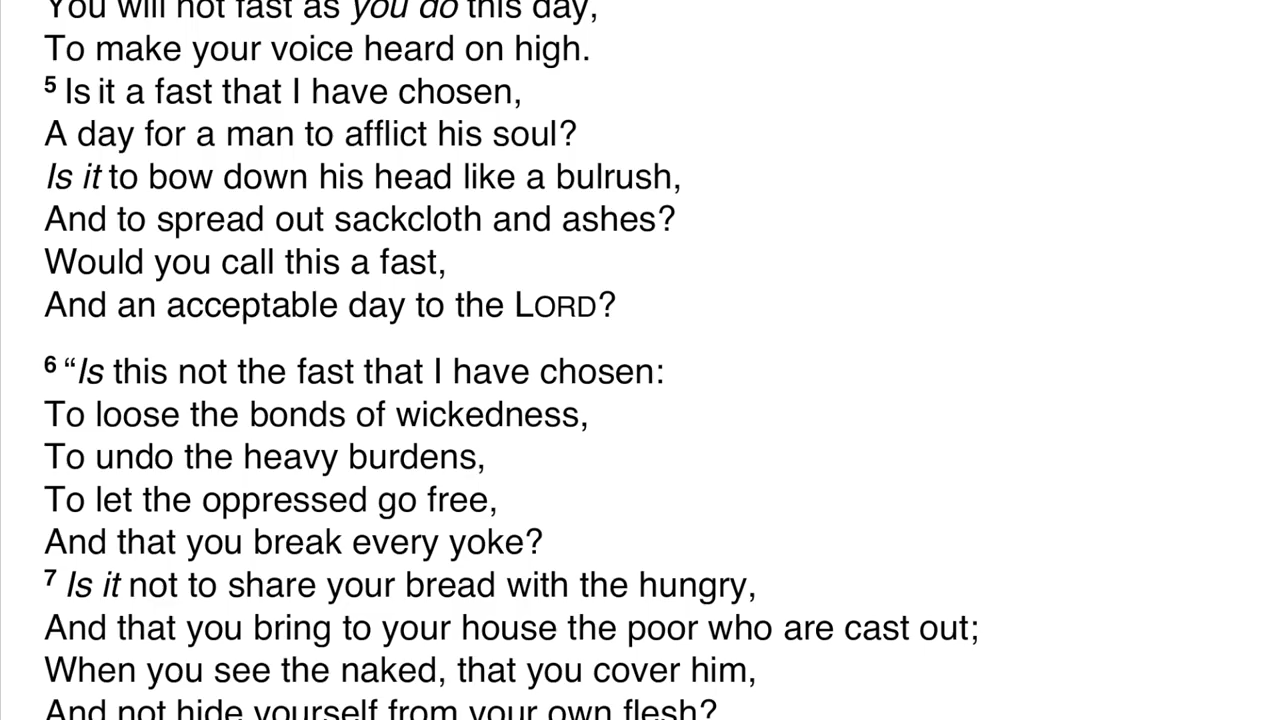 You will not fast as you do this day,
To make your voice heard on high.
5 Is it a fast that I have chosen,
A day for a man to afflict his soul?
Is it to bow down his head like a bulrush,
And to spread out sackcloth and ashes?
Would you call this a fast,
And an acceptable day to the LORD?
6 “Is this not the fast that I have chosen:
To loose the bonds of wickedness,
To undo the heavy burdens,
To let the oppressed go free,
And that you break every yoke?
7 Is it not to share your bread with the hungry,
And that you bring to your house the poor who are cast out;
When you see the naked, that you cover him,
And not hide yourself from your own flesh?